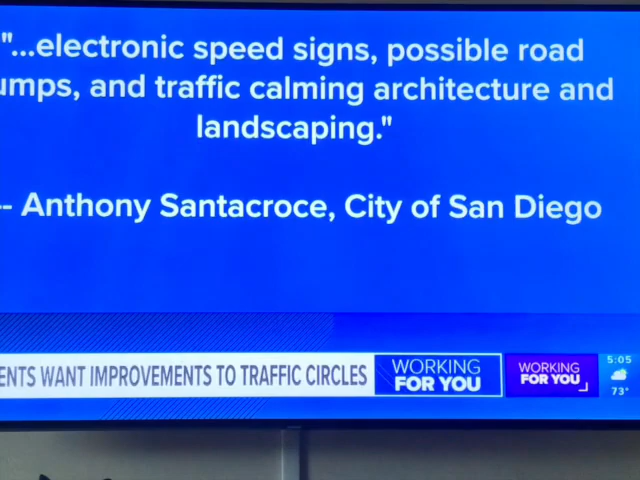 "...electronic speed signs, possible road
umps, and traffic calming architecture and
landscaping."
-- Anthony Santacroce, City of San Diego
ENTS WANT IMPROVEMENTS TO TRAFFIC CIRCLES
WORKING
FOR YOU
WORKING
FOR YOU
5:05
73°